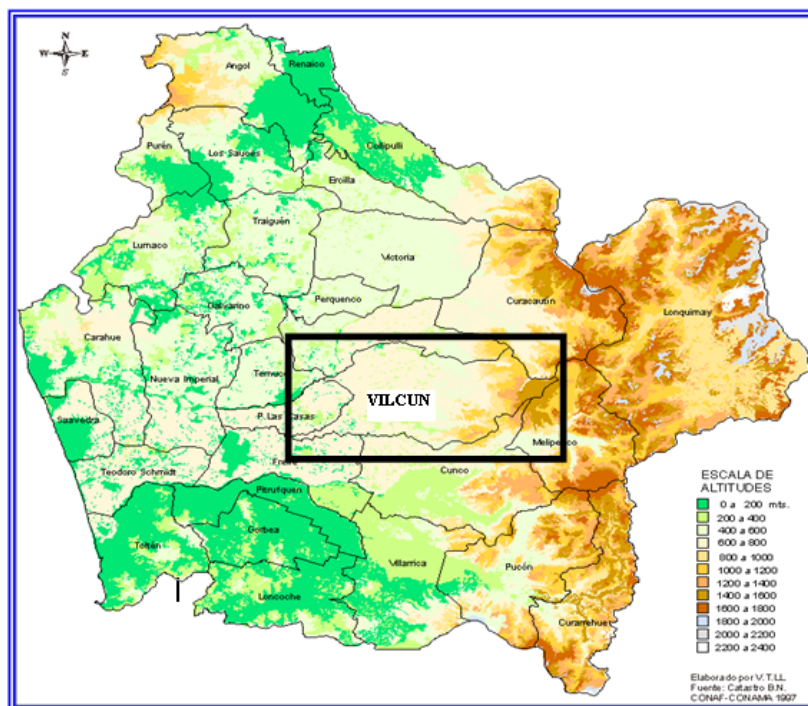 N
W E
S
Angol
Renaico
Purén
Los Sauces
Collipulli
Ercilla
Traiguén
Lumaco
Victoria
Perquenco
Curacautín
Lonquimay
Galvarino
Carahue
Nueva Imperial
Temuco
VILCUN
Saavedra
P. Las Casas
Melipeuco
Teodoro Schmidt
Freire
Cunco
Pitrufquen
Gorbea
Toltén
Villarrica
Pucón
Loncoche
Curarrehue
ESCALA DE
ALTITUDES
0 a 200 mts.
200 a 400
400 a 600
600 a 800
800 a 1000
1000 a 1200
1200 a 1400
1400 a 1600
1600 a 1800
1800 a 2000
2000 a 2200
2200 a 2400
Elaborado por V.T.LL
Fuente: Catastro B.N.
CONAF-CONAMA 1997